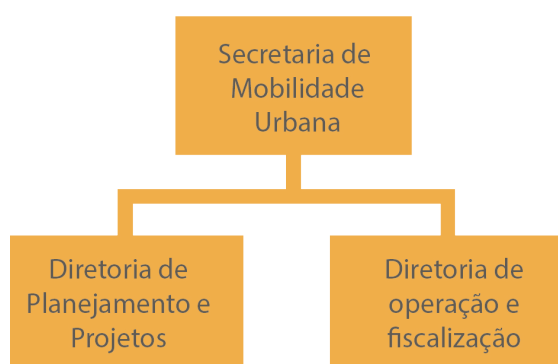 Secretaria de
Mobilidade
Urbana
Diretoria de
Planejamento e
Projetos
Diretoria de
operação e
fiscalização